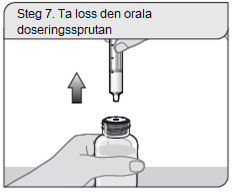 Steg 7. Ta loss den orala
doseringssprutan